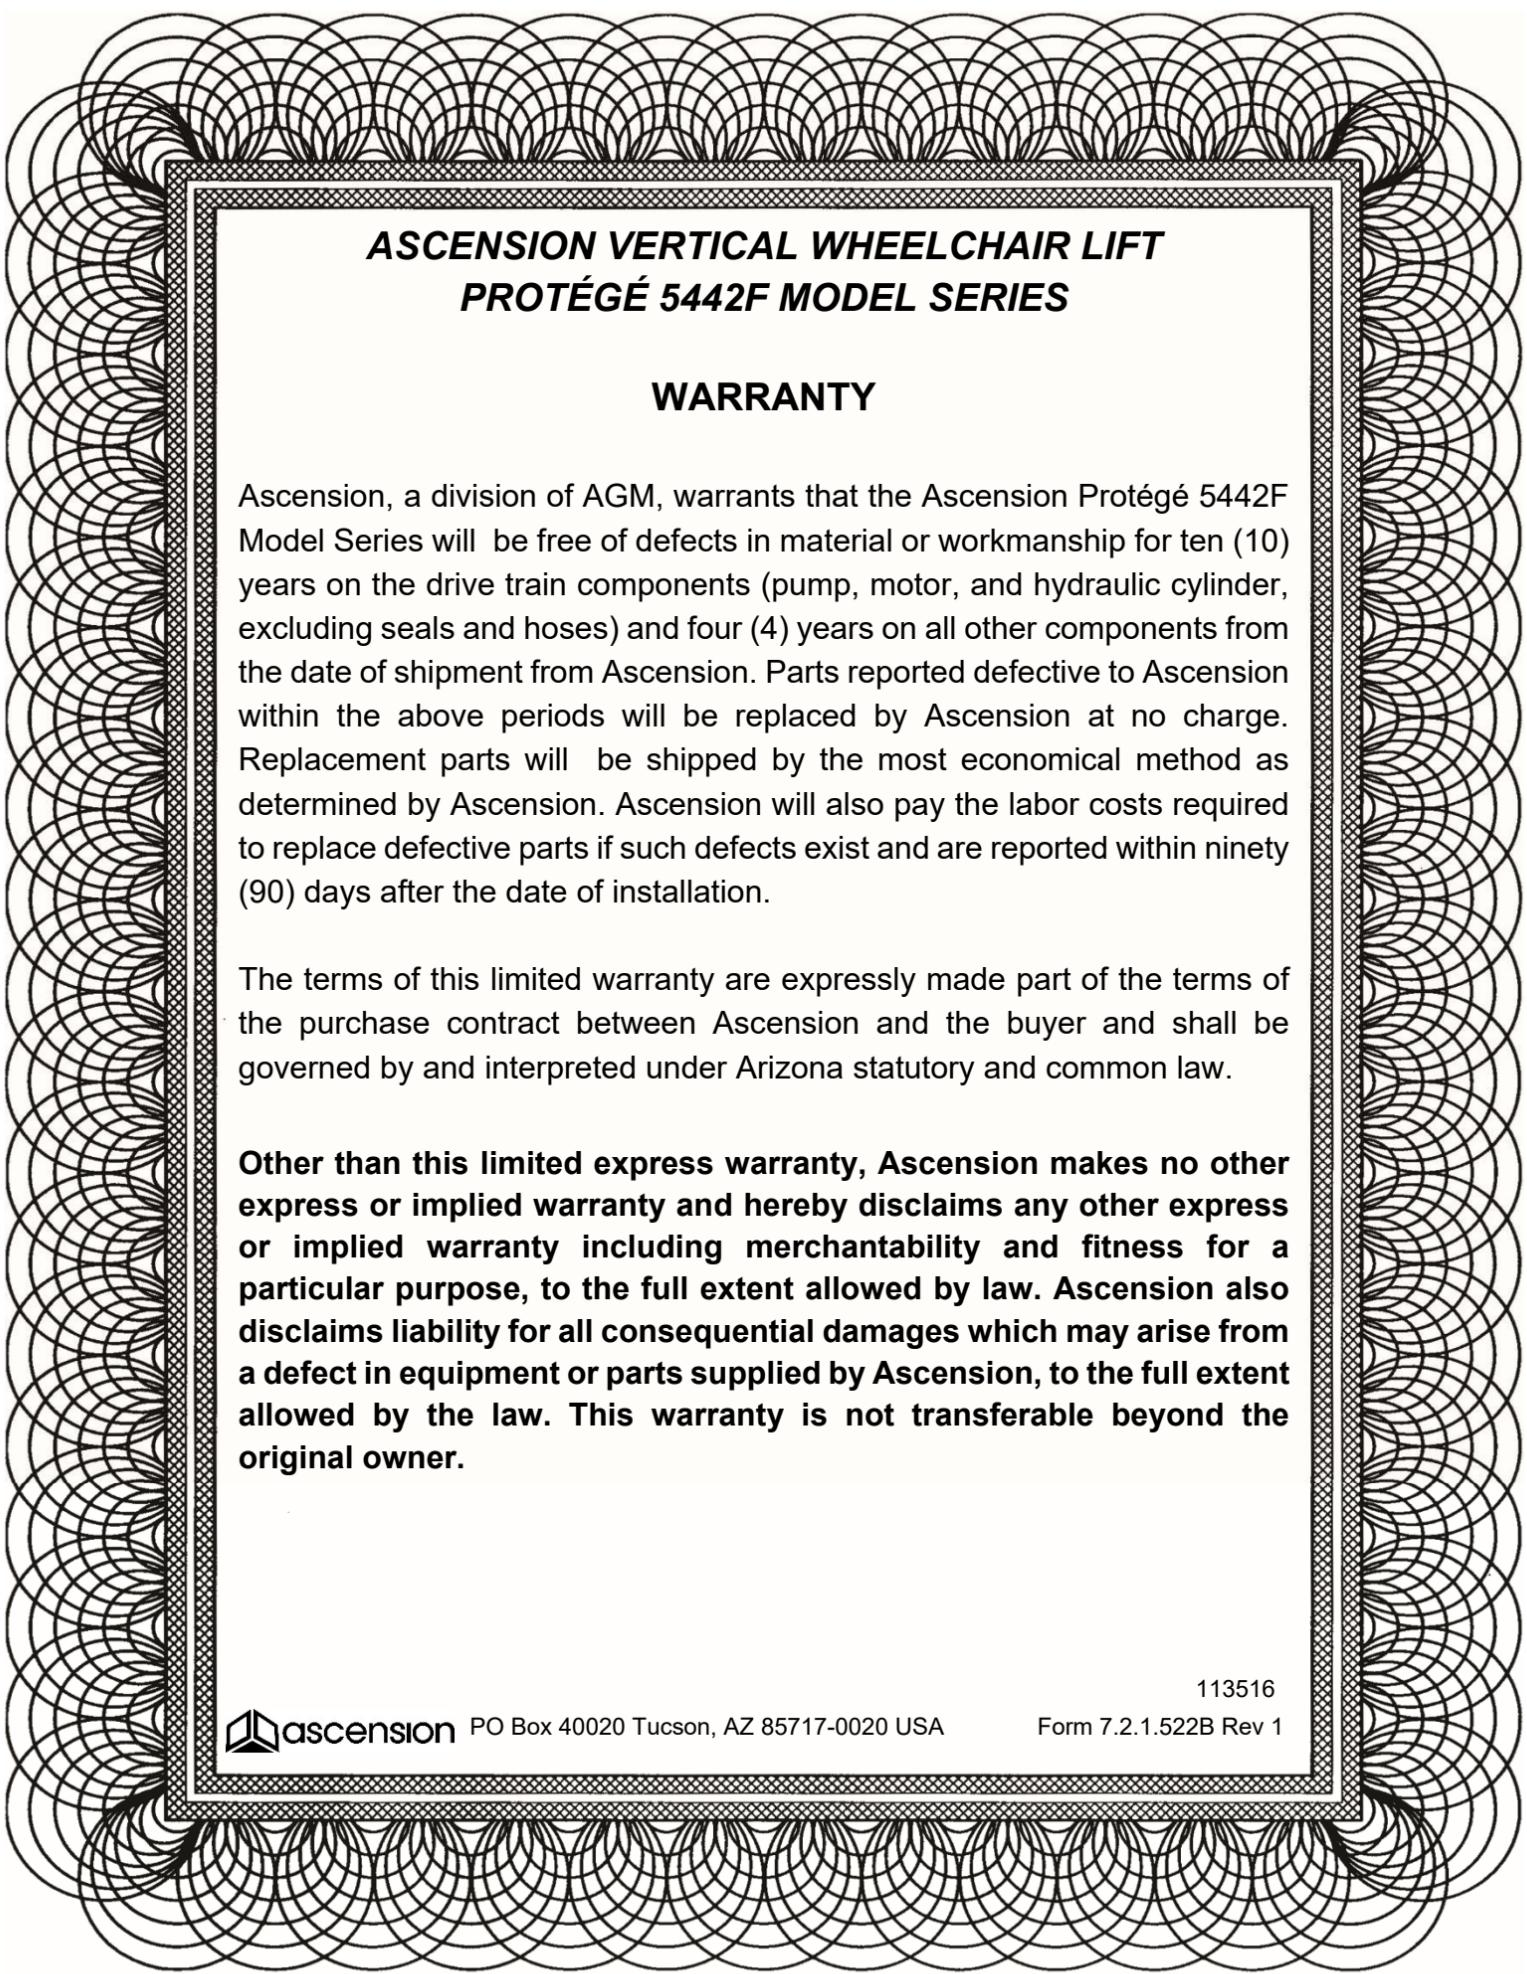 ASCENSION VERTICAL WHEELCHAIR LIFT
PROTÉGÉ 5442F MODEL SERIES
WARRANTY
Ascension, a division of AGM, warrants that the Ascension Protégé 5442F
Model Series will be free of defects in material or workmanship for ten (10)
years on the drive train components (pump, motor, and hydraulic cylinder,
excluding seals and hoses) and four (4) years on all other components from
the date of shipment from Ascension. Parts reported defective to Ascension
within the above periods will be replaced by Ascension at no charge.
Replacement parts will be shipped by the most economical method as
determined by Ascension. Ascension will also pay the labor costs required
to replace defective parts if such defects exist and are reported within ninety
(90) days after the date of installation.
The terms of this limited warranty are expressly made part of the terms of
the purchase contract between Ascension and the buyer and shall be
governed by and interpreted under Arizona statutory and common law.
Other than this limited express warranty, Ascension makes no other
express or implied warranty and hereby disclaims any other express
or implied warranty including merchantability and fitness for a
particular purpose, to the full extent allowed by law. Ascension also
disclaims liability for all consequential damages which may arise from
a defect in equipment or parts supplied by Ascension, to the full extent
allowed by the law. This warranty is not transferable beyond the
original owner.
113516
ascension PO Box 40020 Tucson, AZ 85717-0020 USA Form 7.2.1.522B Rev 1